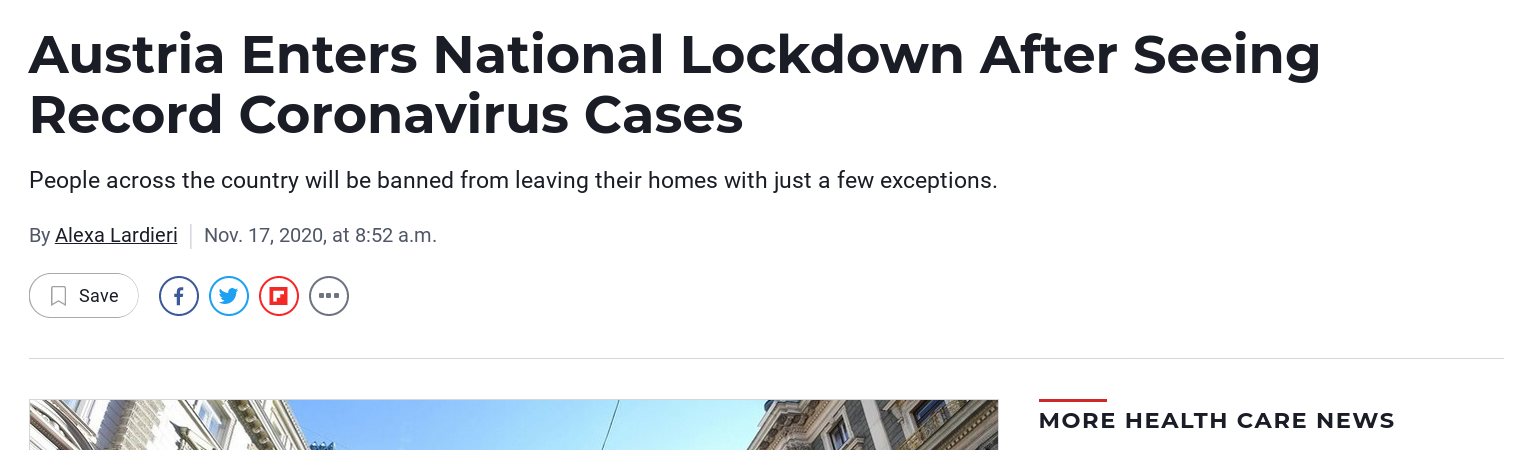 Austria Enters National Lockdown After Seeing
Record Coronavirus Cases
People across the country will be banned from leaving their homes with just a few exceptions.
By Alexa Lardieri | Nov. 17, 2020, at 8:52 a.m.
Save
MORE HEALTH CARE NEWS